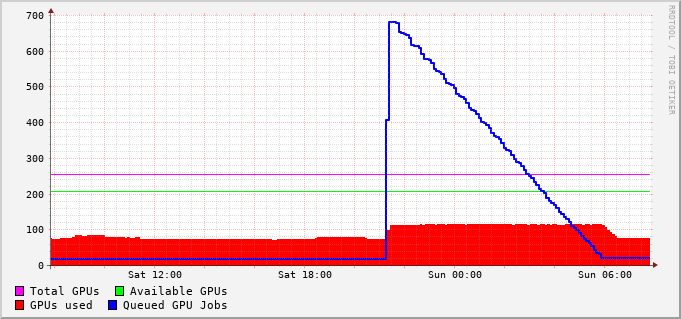 700
600
500
400
300
200
100
0
Sat 12:00 Sat 18:00 Sun 00:00 Sun 06:00
Total GPUs Available GPUs
GPUs used Queued GPU Jobs
RRDTOOL / TOBI OETIKER